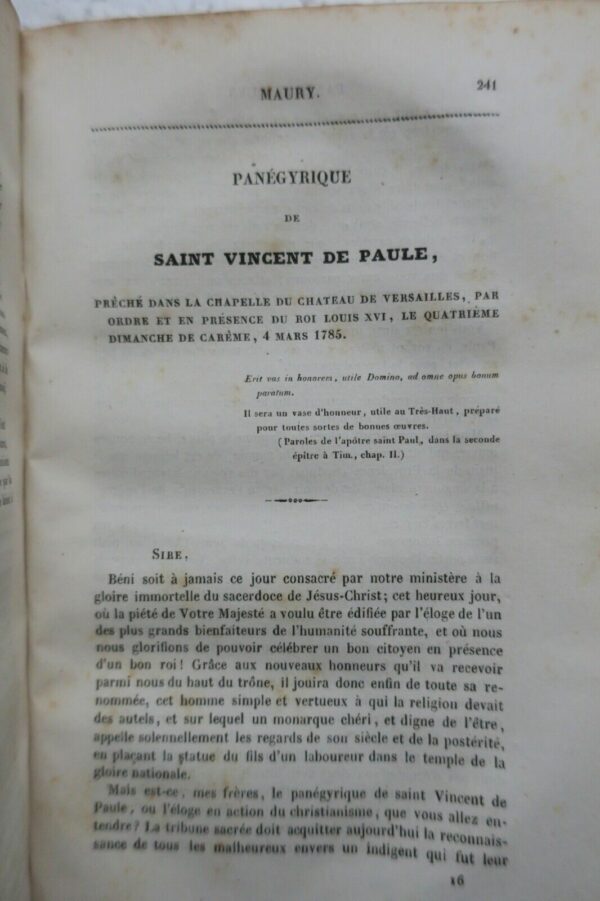 MAURY.
241
PANÉGYRIQUE
DE
SAINT VINCENT DE PAULE,
PRÊCHÉ DANS LA CHAPELLE DU CHATEAU DE VERSAILLES, PAR
ORDRE ET EN PRÉSENCE DU ROI LOUIS XVI, LE QUATRIÈME
DIMANCHE DE CARÈME, 4 MARS 1785.
Erit vas in honorem, utile Domino, ad omne opus bonum
paratum.
Il sera un vase d'honneur, utile au Très-Haut, préparé
pour toutes sortes de bonnes œuvres.
(Paroles de l'apôtre saint Paul, dans la seconde
épître à Tim., chap. II.)
SIRE,
Béni soit à jamais ce jour consacré par notre ministère à la
gloire immortelle du sacerdoce de Jésus-Christ; cet heureux jour,
où la piété de Votre Majesté a voulu être édifiée par l'éloge de l'un
des plus grands bienfaiteurs de l'humanité souffrante, et où nous
nous glorifions de pouvoir célébrer un bon citoyen en présence
d'un bon roi! Grâce aux nouveaux honneurs qu'il va recevoir
parmi nous du haut du trône, il jouira donc enfin de toute sa re-
nommée, cet homme simple et vertueux à qui la religion devait
des autels, et sur lequel un monarque chéri, et digne de l'être,
appelle solennellement les regards de son siècle et de la postérité,
en plaçant la statue du fils d'un laboureur dans le temple de la
gloire nationale.
Mais est-ce, mes frères, le panégyrique de saint Vincent de
Paule, ou l'éloge en action du christianisme, que vous allez en-
tendre? La tribune sacrée doit acquitter aujourd'hui la reconnais-
sance de tous les malheureux envers un indigent qui fut leur
16